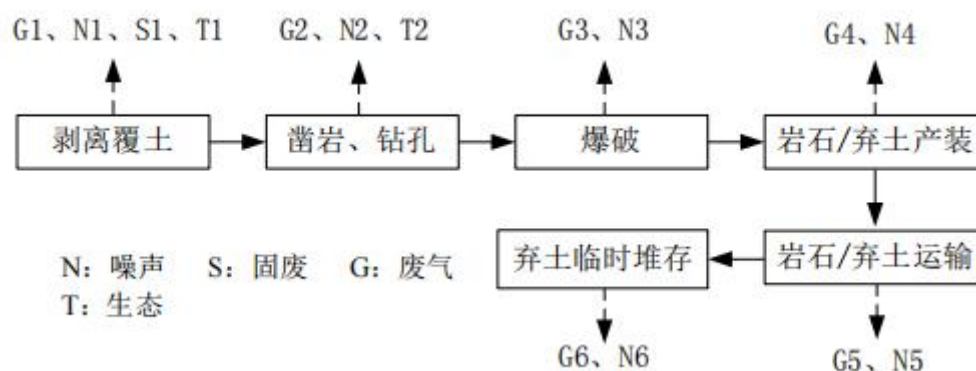 G1、N1、S1、T1
G2、N2、T2
G3、N3
G4、N4
剥离覆土
凿岩、钻孔
爆破
岩石/弃土产装
弃土临时堆存
岩石/弃土运输
N：噪声 S：固废 G：废气
T：生态
G6、N6
G5、N5